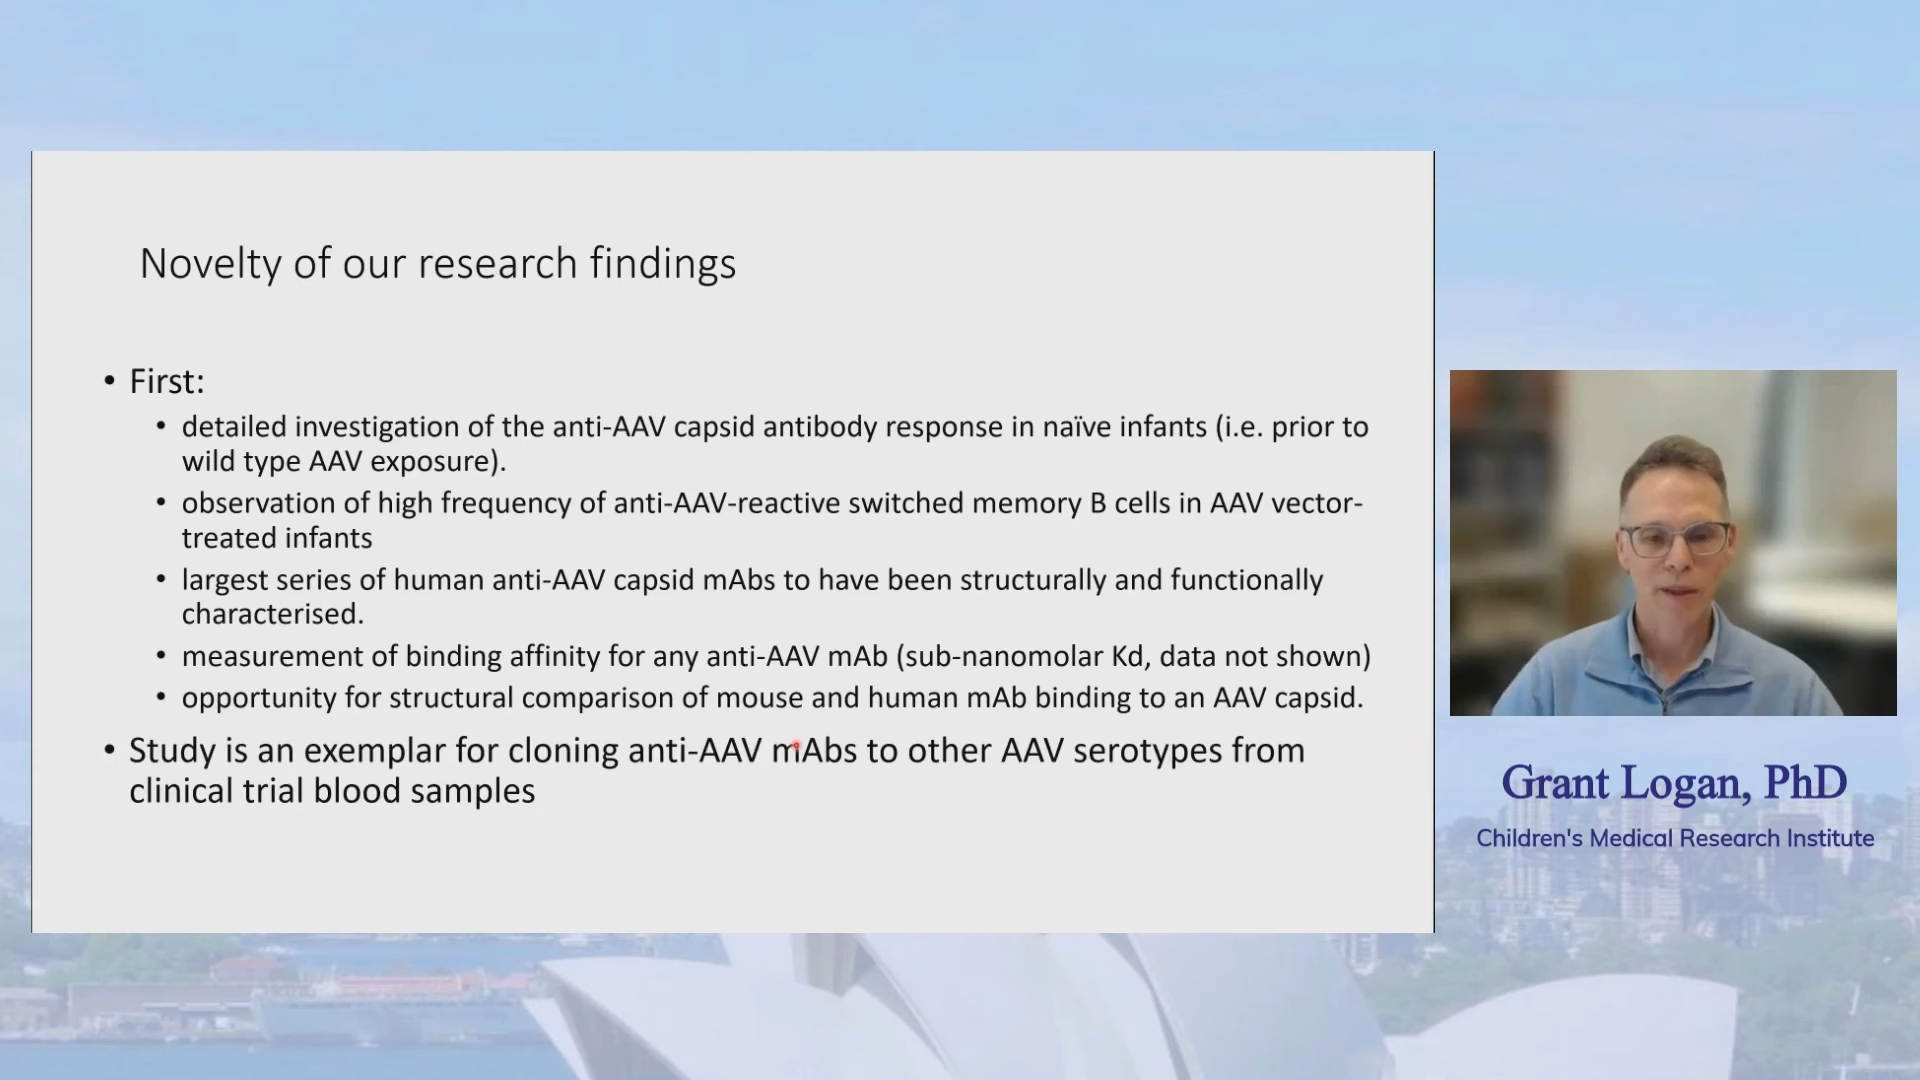 Novelty of our research findings
• First:
• detailed investigation of the anti-AAV capsid antibody response in naïve infants (i.e. prior to
wild type AAV exposure).
• observation of high frequency of anti-AAV-reactive switched memory B cells in AAV vector-
treated infants
• largest series of human anti-AAV capsid mAbs to have been structurally and functionally
characterised.
• measurement of binding affinity for any anti-AAV mAb (sub-nanomolar Kd, data not shown)
• opportunity for structural comparison of mouse and human mAb binding to an AAV capsid.
• Study is an exemplar for cloning anti-AAV mAbs to other AAV serotypes from
clinical trial blood samples
Grant Logan, PhD
Children's Medical Research Institute